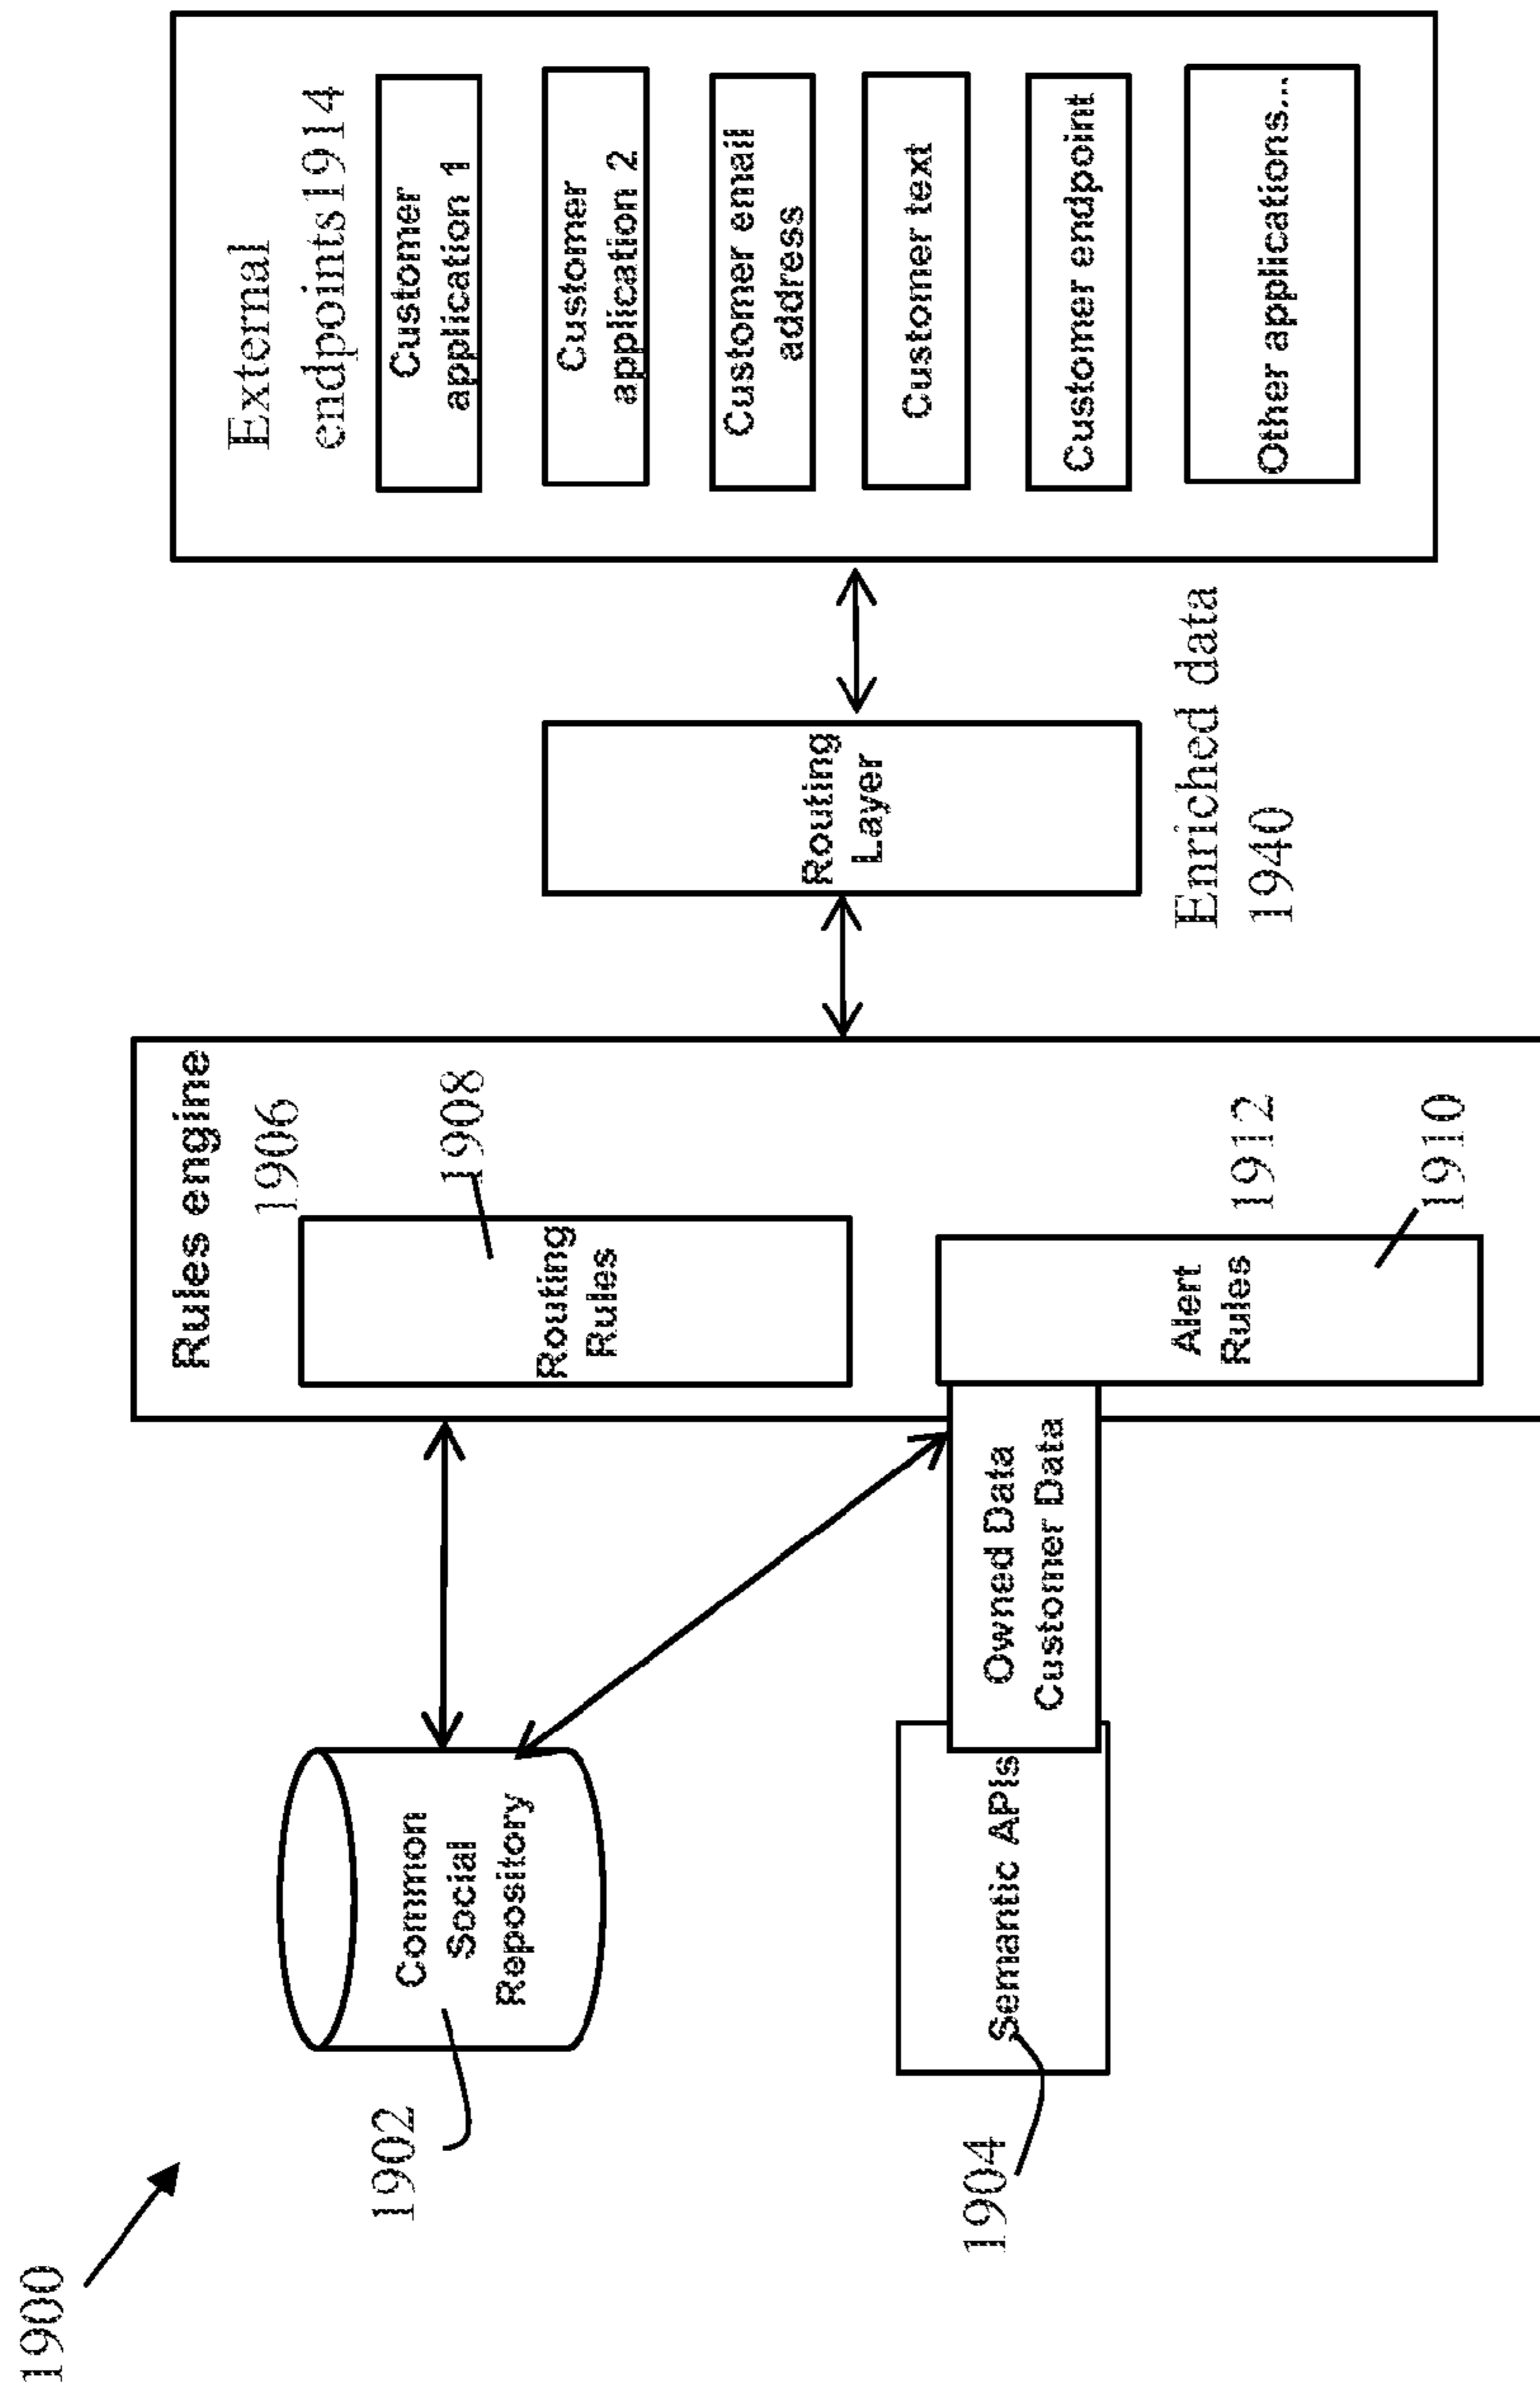 1900
1902
Common
Social
Repository
1904
Semantic APIs
Owned Data
Customer Data
Rules engine
1906
1908
Routing
Rules
1912
1910
Alert
Rules
Routing
Layer
Enriched data
1940
External
endpoints1914
Customer
application 1
Customer
application 2
Customer email
address
Customer text
Customer endpoint
Other applications...